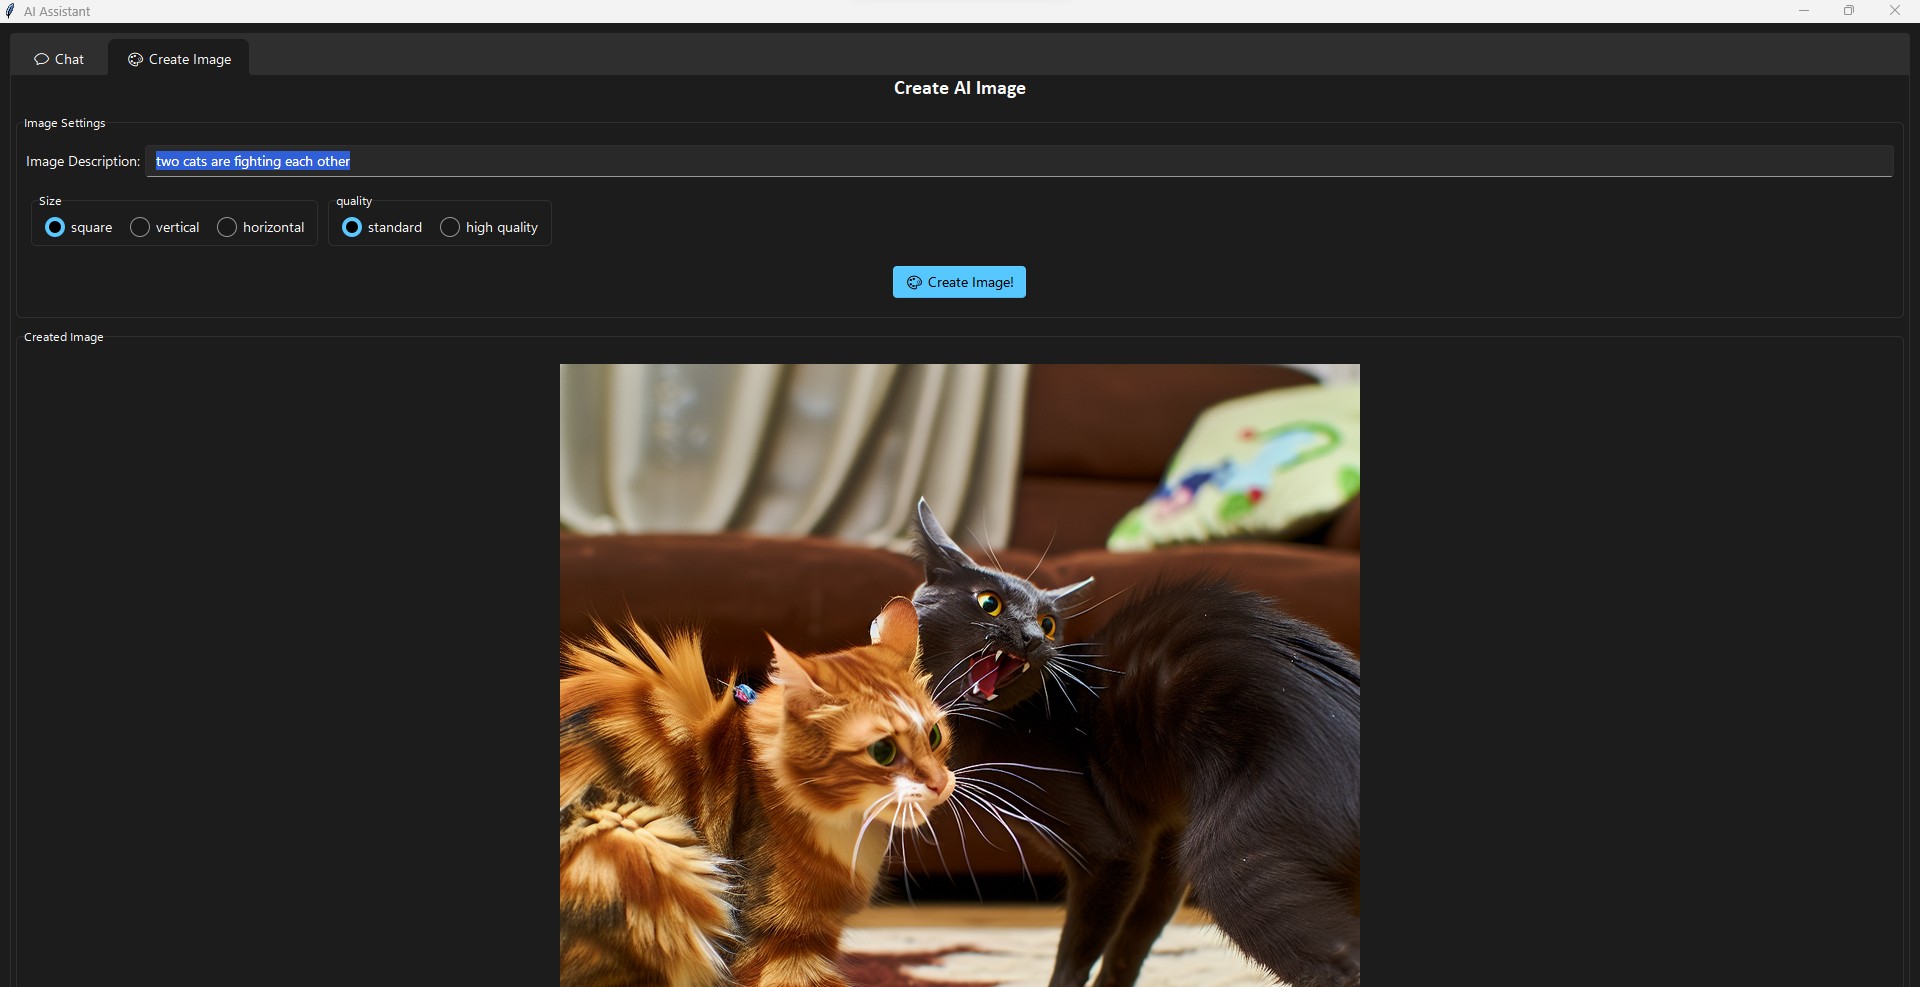 AI Assistant
Chat
Create Image
Create AI Image
Image Settings
Image Description: two cats are fighting each other
Size
quality
square vertical horizontal
standard high quality
Create Image!
Created Image